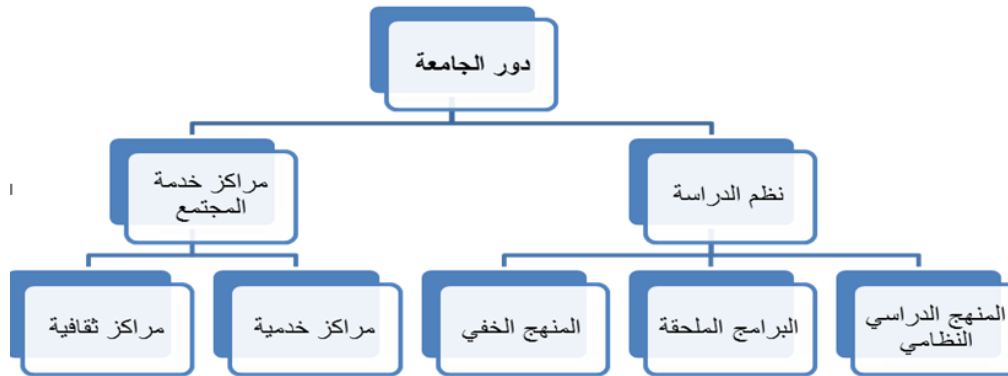 دور الجامعة
نظم الدراسة
مراكز خدمة
المجتمع
المنهج الدراسي
النظامي
البرامج الملحقة
المنهج الخفي
مراكز خدمية
مراكز ثقافية